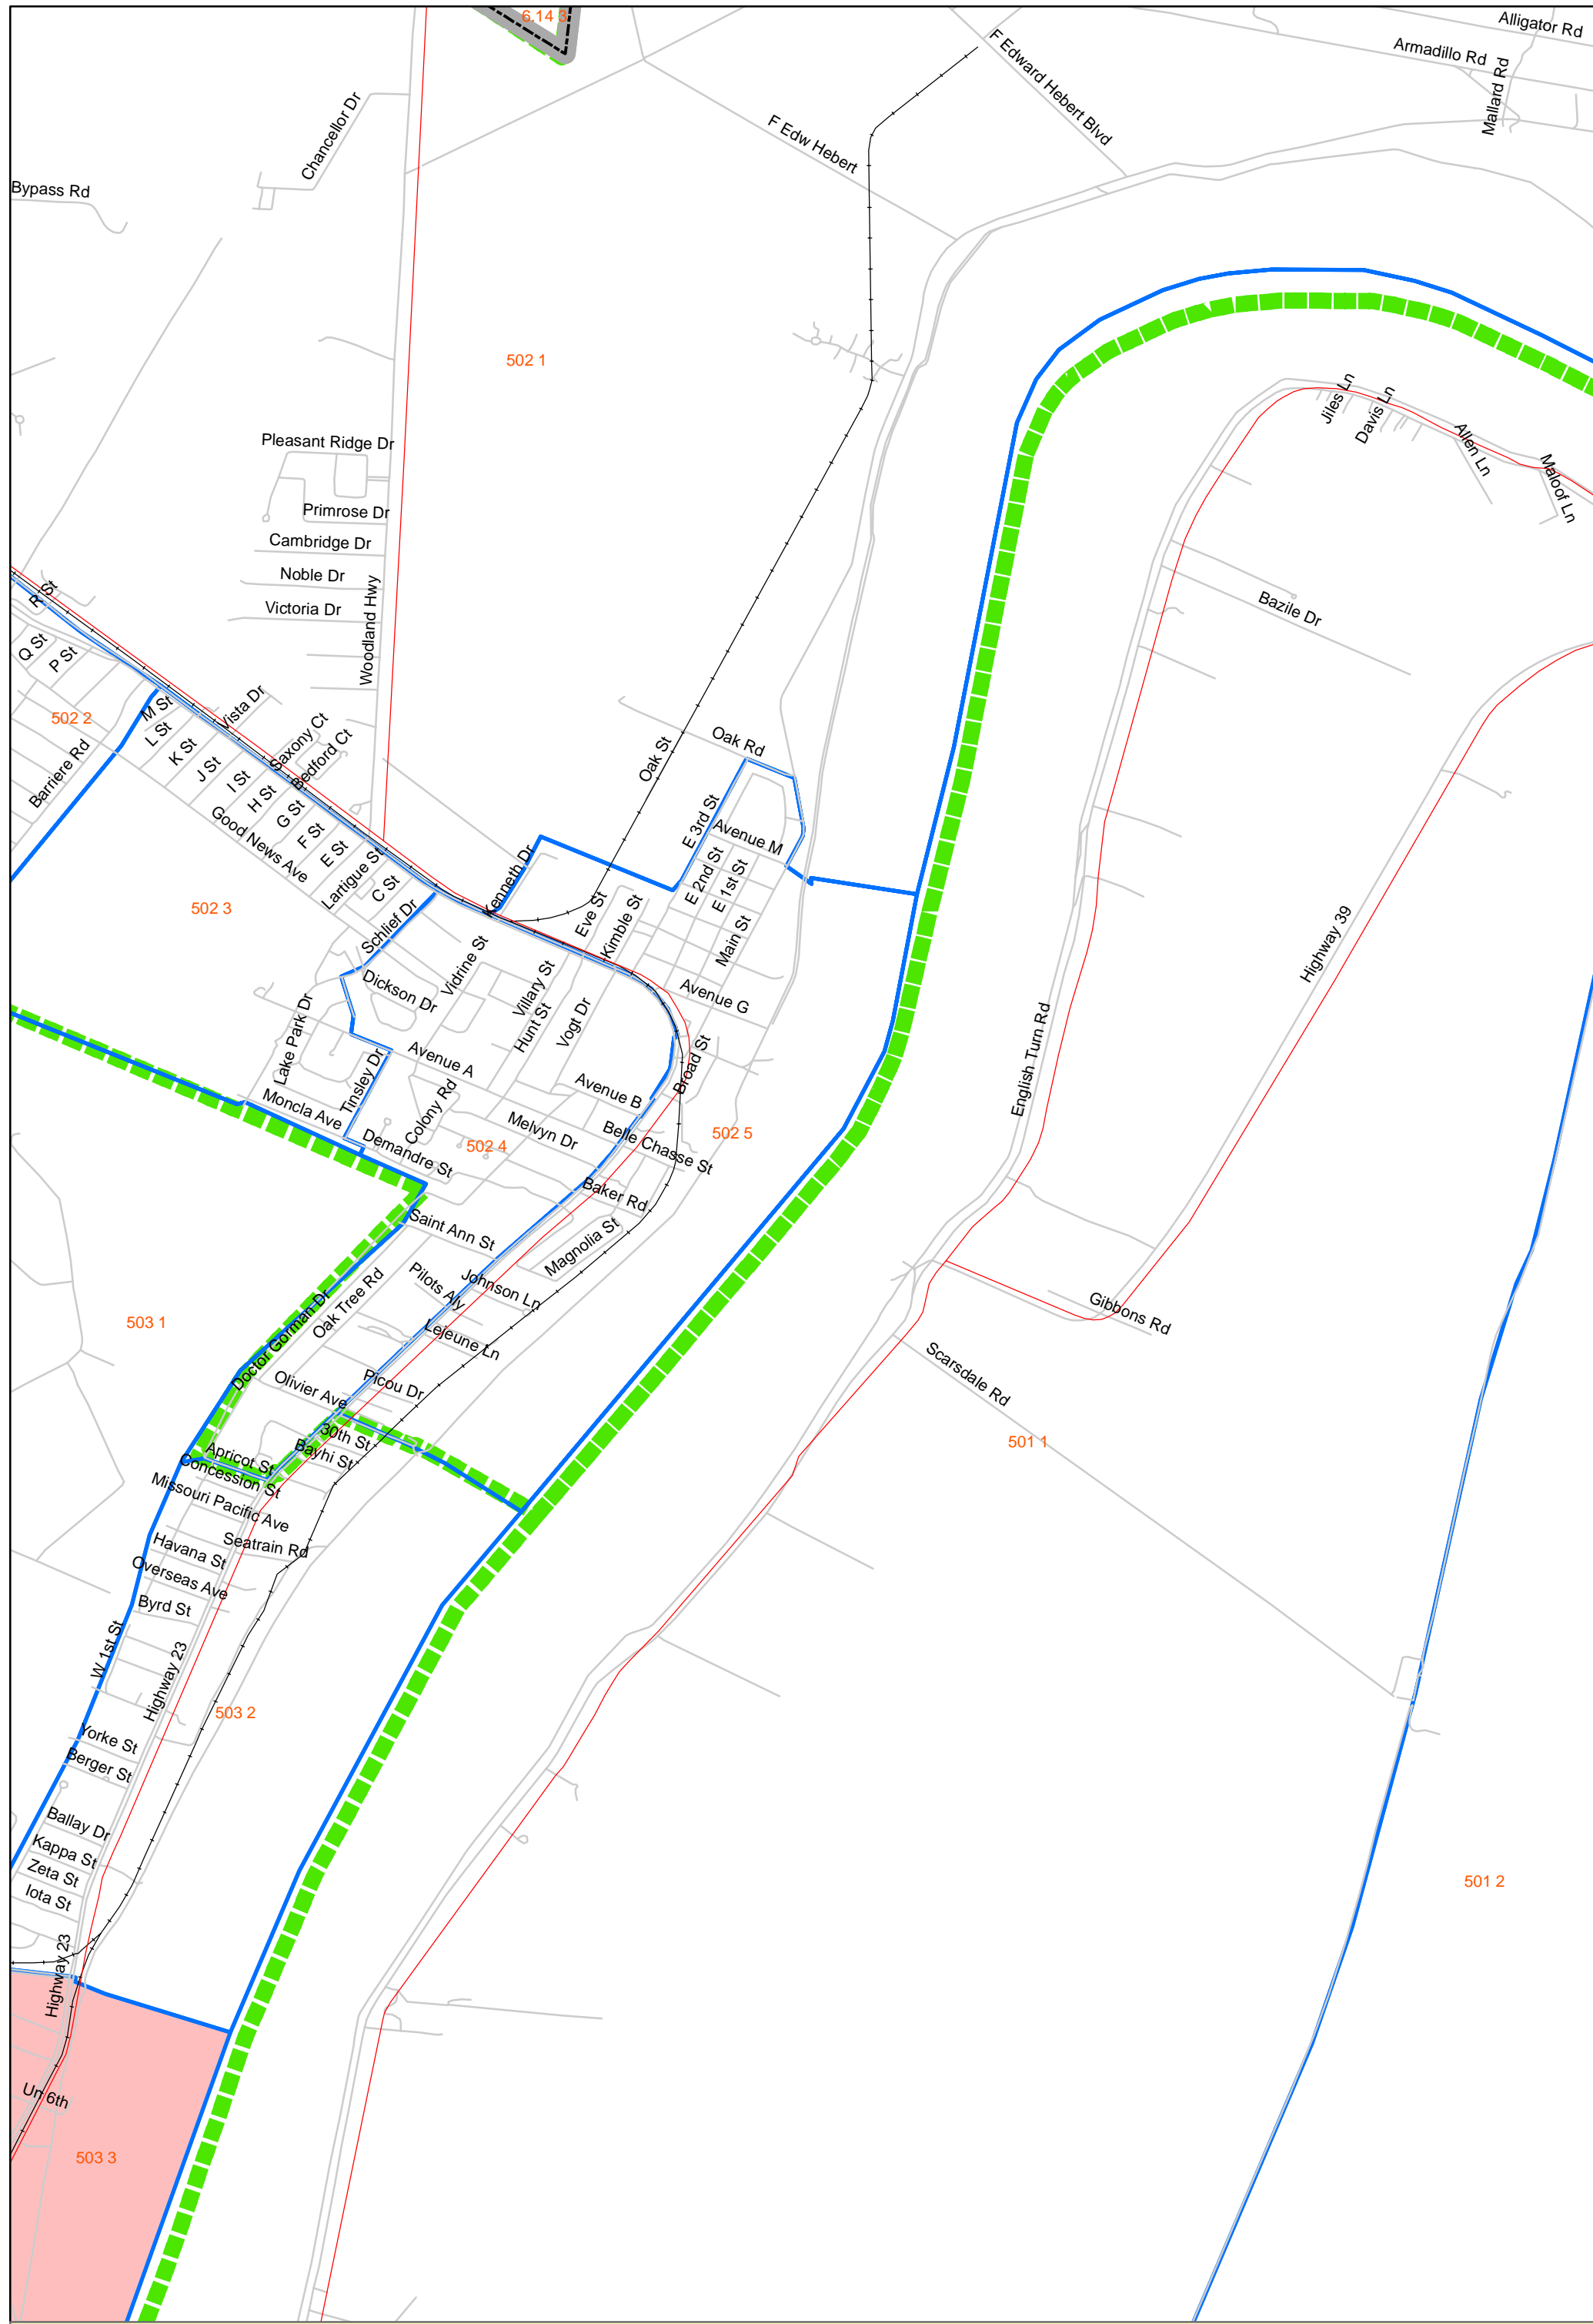 6.14 3
Alligator Rd
Armadillo Rd
Mallard Rd
F Edward Hebert Blvd
F Edw Hebert
Chancellor Dr
Bypass Rd
502 1
Jiles Ln
Davis Ln
Allen Ln
Maloof Ln
Pleasant Ridge Dr
Primrose Dr
Cambridge Dr
Noble Dr
Victoria Dr
Woodland Hwy
Bazile Dr
R St
Q St
P St
502 2
M St
L St
K St
J St
I St
H St
G St
F St
E St
Vista Dr
Saxony Ct
Bedford Ct
Barriere Rd
Good News Ave
Lartigue St
C St
Oak St
Oak Rd
E 3rd St
Avenue M
E 2nd St
E 1st St
Main St
Kenneth Dr
Eve St
Kimble St
502 3
Schlief Dr
Dickson Dr
Vidrine St
Villary St
Hunt St
Vogt Dr
Avenue G
Highway 39
Lake Park Dr
Tinsley Dr
Avenue A
Avenue B
Broad St
English Turn Rd
Moncla Ave
Colony Rd
Demandre St
502 4
Melvyn Dr
Belle Chasse St
502 5
Baker Rd
Saint Ann St
Magnolia St
Johnson Ln
Pilots Aly
Oak Tree Rd
Doctor Gorman Dr
Lejeune Ln
503 1
Gibbons Rd
Scarsdale Rd
Picou Dr
Olivier Ave
30th St
Bayhi St
501 1
Apricot St
Concession St
Missouri Pacific Ave
Seatrain Rd
Havana St
Overseas Ave
Byrd St
W 1st St
Highway 23
503 2
Yorke St
Berger St
Ballay Dr
Kappa St
Zeta St
Iota St
501 2
Highway 23
Un 6th
503 3